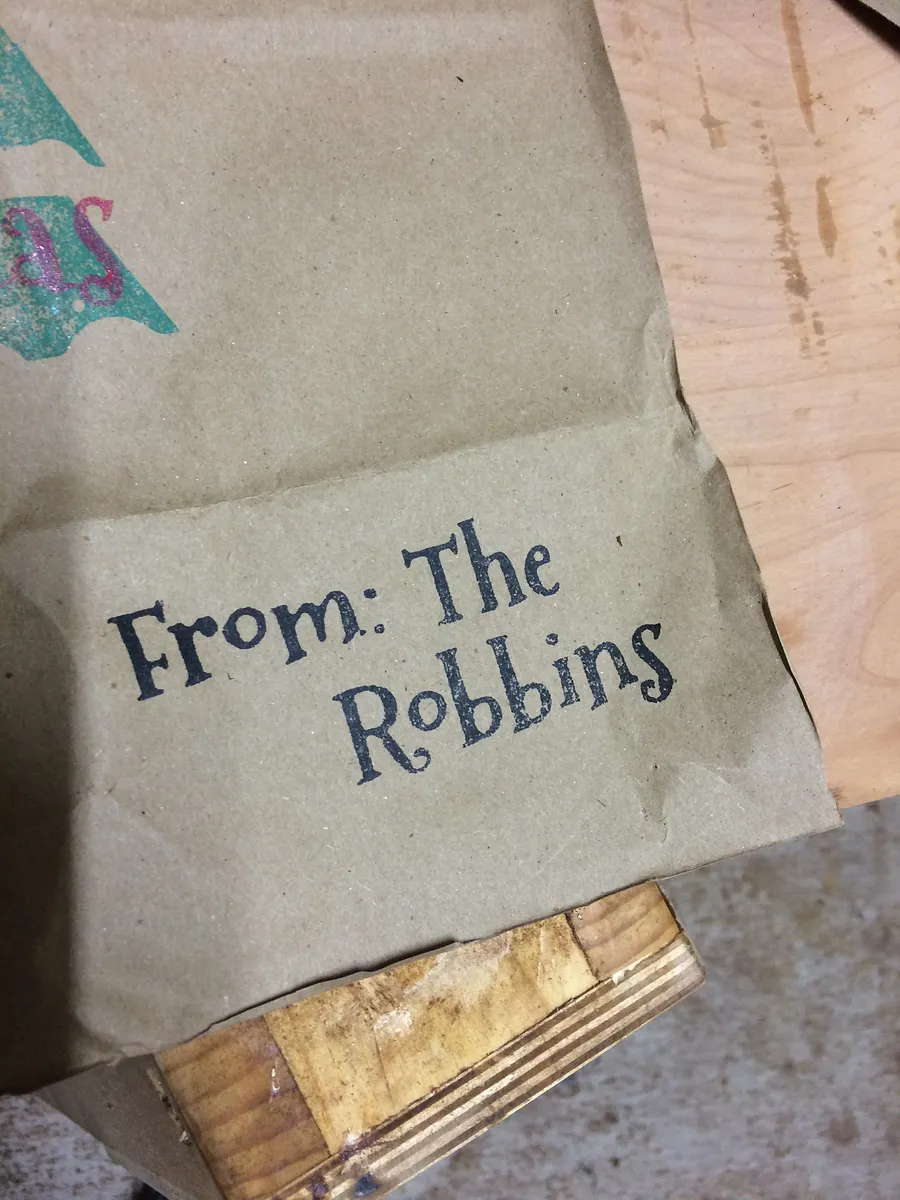 From: The
Robbins